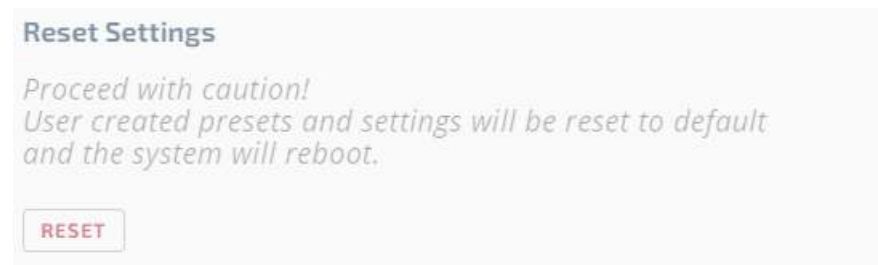 Reset Settings
Proceed with caution!
User created presets and settings will be reset to default
and the system will reboot.
RESET